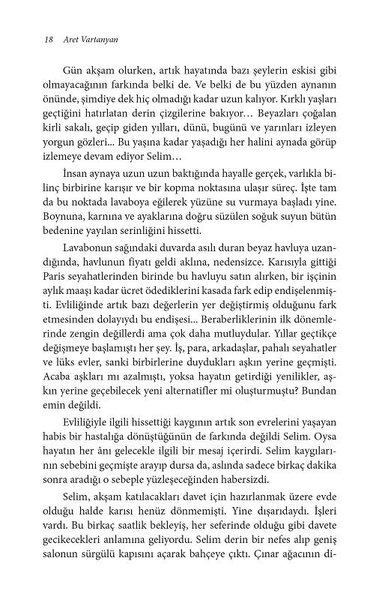 18 Aret Vartanyan
Gün akşam olurken, artık hayatında bazı şeylerin eskisi gibi
olmayacağının farkında belki de. Ve belki de bu yüzden aynanın
önünde, şimdiye dek hiç olmadığı kadar uzun kalıyor. Kırklı yaşları
geçtiğini hatırlatan derin çizgilerine bakıyor… Beyazları çoğalan
kirli sakalı, geçip giden yılları, dünü, bugünü ve yarınları izleyen
yorgun gözleri... Bu yaşına kadar yaşadığı her halini aynada görüp
izlemeye devam ediyor Selim…
İnsan aynaya uzun uzun baktığında hayalle gerçek, varlıkla bi-
linç birbirine karışır ve bir kopma noktasına ulaşır süreç. İşte tam
da bu noktada lavaboya eğilerek yüzüne su vurmaya başladı yine.
Boynuna, karnına ve ayaklarına doğru süzülen soğuk suyun bütün
bedenine yayılan serinliğini hissetti.
Lavabonun sağındaki duvarda asılı duran beyaz havluya uzan-
dığında, havlunun fiyatı geldi aklına, nedensizce. Karısıyla gittiği
Paris seyahatlerinden birinde bu havluyu satın alırken, bir işçinin
aylık maaşı kadar ücret ödediklerini kasada fark edip endişelenmiş-
ti. Evliliğinde artık bazı değerlerin yer değiştirmiş olduğunu fark
etmesinden dolayıydı bu endişesi... Beraberliklerinin ilk dönemle-
rinde zengin değillerdi ama çok daha mutluydular. Yıllar geçtikçe
değişmeye başlamıştı her şey. İş, para, arkadaşlar, pahalı seyahatler
ve lüks evler, sanki birbirlerine duydukları aşkın yerine geçmişti.
Acaba aşkları mı azalmıştı, yoksa hayatın getirdiği yenilikler, aş-
kın yerine geçebilecek yeni alternatifler mi oluşturmuştu? Bundan
emin değildi.
Evliliğiyle ilgili hissettiği kaygının artık son evrelerini yaşayan
habis bir hastalığa dönüştüğünün de farkında değildi Selim. Oysa
hayatın her ânı gelecekle ilgili bir mesaj içerirdi. Selim kaygıları-
nın sebebini geçmişte arayıp dursa da, aslında sadece birkaç dakika
sonra aradığı o sebeple yüzleşeceğinden habersizdi.
Selim, akşam katılacakları davet için hazırlanmak üzere evde
olduğu halde karısı henüz dönmemişti. Yine dışarıdaydı. İşleri
vardı. Bu birkaç saatlik bekleyiş, her seferinde olduğu gibi davete
gecikecekleri anlamına geliyordu. Selim derin bir nefes alıp geniş
salonun sürgülü kapısını açarak bahçeye çıktı. Çınar ağacının di-